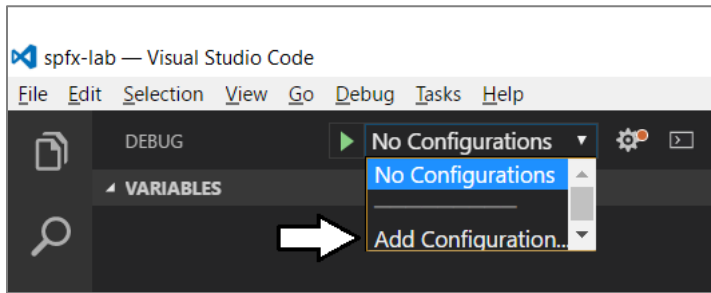 spfx-lab — Visual Studio Code
File Edit Selection View Go Debug Tasks Help
DEBUG No Configurations
No Configurations
VARIABLES
Add Configuration...